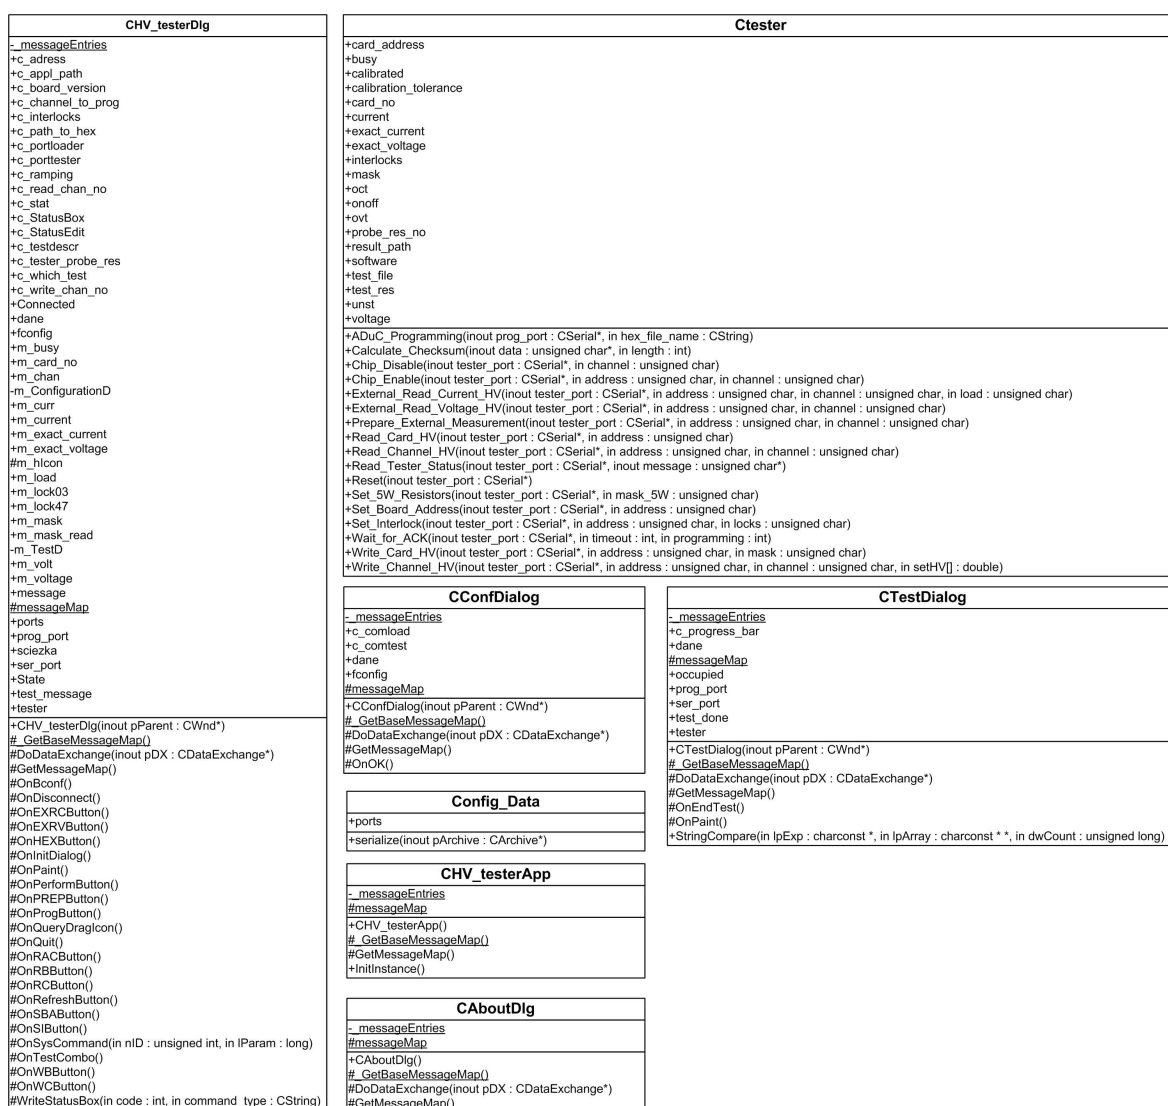 CHV_testerDlg
-_messageEntries
+c_adress
+c_appl_path
+c_board_version
+c_channel_to_prog
+c_interlocks
+c_path_to_hex
+c_portloader
+c_porttester
+c_ramping
+c_read_chan_no
+c_stat
+c_StatusBox
+c_StatusEdit
+c_testdescr
+c_tester_probe_res
+c_which_test
+c_write_chan_no
+Connected
+dane
+fconfig
+m_busy
+m_card_no
+m_chan
-m_ConfigurationD
+m_curr
+m_current
+m_exact_current
+m_exact_voltage
#m_hIcon
+m_load
+m_lock03
+m_lock47
+m_mask
+m_mask_read
-m_TestD
+m_volt
+m_voltage
+message
#messageMap
+ports
+prog_port
+sciezka
+ser_port
+State
+test_message
+tester
+CHV_testerDlg(inout pParent : CWnd*)
#_GetBaseMessageMap()
#DoDataExchange(inout pDX : CDataExchange*)
#GetMessageMap()
#OnBconf()
#OnDisconnect()
#OnEXRCButton()
#OnEXRVButton()
#OnHEXButton()
#OnInitDialog()
#OnPaint()
#OnPerformButton()
#OnPREPButton()
#OnProgButton()
#OnQueryDragIcon()
#OnQuit()
#OnRACButton()
#OnRBButton()
#OnRCButton()
#OnRefreshButton()
#OnSBAButton()
#OnSIButton()
#OnSysCommand(in nID : unsigned int, in lParam : long)
#OnTestCombo()
#OnWBButton()
#OnWCButton()
#WriteStatusBox(in code : int, in command_type : CString)
Ctester
+card_address
+busy
+calibrated
+calibration_tolerance
+card_no
+current
+exact_current
+exact_voltage
+interlocks
+mask
+oct
+onoff
+ovt
+probe_res_no
+result_path
+software
+test_file
+test_res
+unst
+voltage
+ADuC_Programming(inout prog_port : CSerial*, in hex_file_name : CString)
+Calculate_Checksum(inout data : unsigned char*, in length : int)
+Chip_Disable(inout tester_port : CSerial*, in channel : unsigned char)
+Chip_Enable(inout tester_port : CSerial*, in address : unsigned char, in channel : unsigned char)
+External_Read_Current_HV(inout tester_port : CSerial*, in address : unsigned char, in channel : unsigned char, in load : unsigned char)
+External_Read_Voltage_HV(inout tester_port : CSerial*, in address : unsigned char, in channel : unsigned char)
+Prepare_External_Measurement(inout tester_port : CSerial*, in address : unsigned char, in channel : unsigned char)
+Read_Card_HV(inout tester_port : CSerial*, in address : unsigned char)
+Read_Channel_HV(inout tester_port : CSerial*, in address : unsigned char, in channel : unsigned char)
+Read_Tester_Status(inout tester_port : CSerial*, inout message : unsigned char*)
+Reset(inout tester_port : CSerial*)
+Set_5W_Resistors(inout tester_port : CSerial*, in mask_5W : unsigned char)
+Set_Board_Address(inout tester_port : CSerial*, in address : unsigned char)
+Set_Interlock(inout tester_port : CSerial*, in address : unsigned char, in locks : unsigned char)
+Wait_for_ACK(inout tester_port : CSerial*, in timeout : int, in programming : int)
+Write_Card_HV(inout tester_port : CSerial*, in address : unsigned char, in mask : unsigned char)
+Write_Channel_HV(inout tester_port : CSerial*, in address : unsigned char, in channel : unsigned char, in setHV[] : double)
CConfDialog
-_messageEntries
+c_comload
+c_comtest
+dane
+fconfig
#messageMap
+CConfDialog(inout pParent : CWnd*)
#_GetBaseMessageMap()
#DoDataExchange(inout pDX : CDataExchange*)
#GetMessageMap()
#OnOK()
Config_Data
+ports
+serialize(inout pArchive : CArchive*)
CHV_testerApp
-_messageEntries
#messageMap
+CHV_testerApp()
#_GetBaseMessageMap()
#GetMessageMap()
+InitInstance()
CAboutDlg
-_messageEntries
#messageMap
+CAboutDlg()
#_GetBaseMessageMap()
#DoDataExchange(inout pDX : CDataExchange*)
#GetMessageMap()
CTestDialog
-_messageEntries
+c_progress_bar
+dane
#messageMap
+occupied
+prog_port
+ser_port
+test_done
+tester
+CTestDialog(inout pParent : CWnd*)
#_GetBaseMessageMap()
#DoDataExchange(inout pDX : CDataExchange*)
#GetMessageMap()
#OnEndTest()
#OnPaint()
+StringCompare(in lpExp : charconst *, in lpArray : charconst * *, in dwCount : unsigned long)